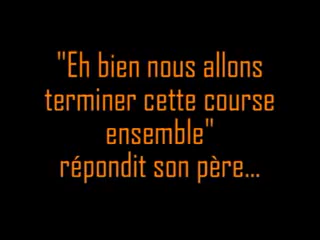 "Eh bien nous allons
terminer cette course
ensemble"
répondit son père...